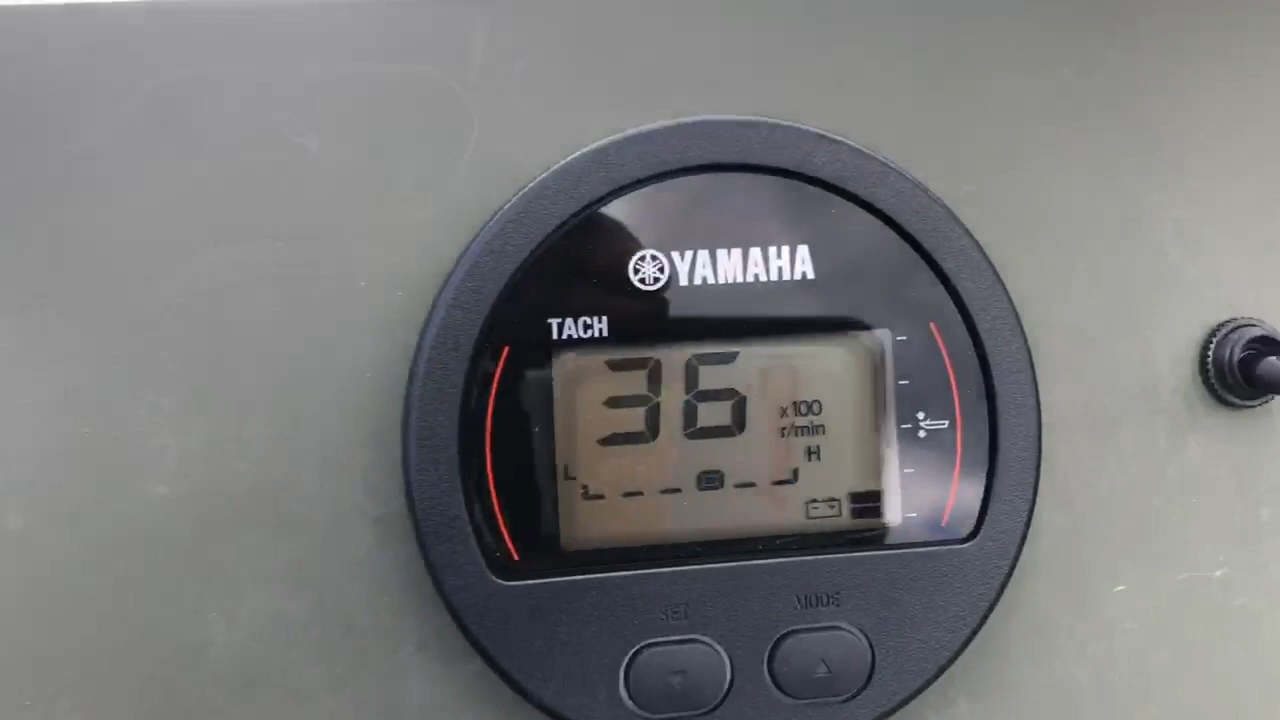 YAMAHA
TACH
36
x100
r/min
H
L
SET
MODE